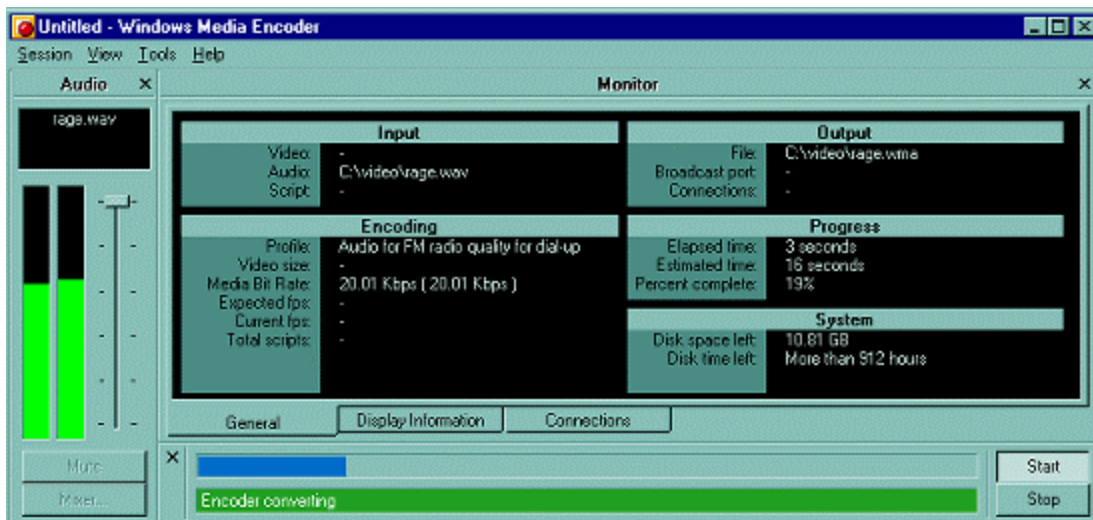 Untitled - Windows Media Encoder
Session View Tools Help
Audio
Monitor
rage.wav
Input
Video: -
Audio: C:\video\rage.wav
Script: -
Output
File: C:\video\rage.wma
Broadcast port: -
Connections: -
Encoding
Profile: Audio for FM radio quality for dial-up
Video size: -
Media Bit Rate: 20.01 Kbps ( 20.01 Kbps )
Expected fps: -
Current fps: -
Total scripts: -
Progress
Elapsed time: 3 seconds
Estimated time: 16 seconds
Percent complete: 19%
System
Disk space left: 10.81 GB
Disk time left: More than 912 hours
General Display Information Connections
Mute
Mixer...
Encoder converting
Start
Stop